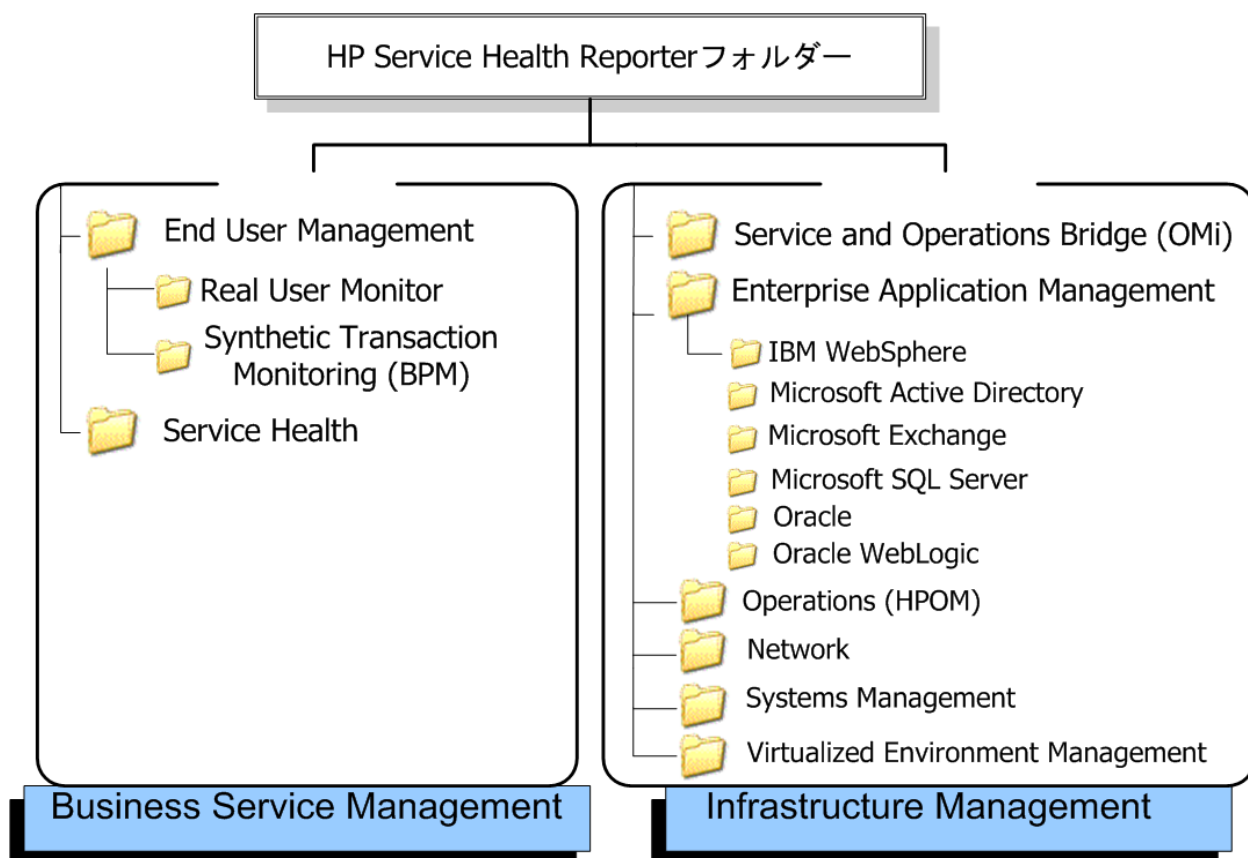 HP Service Health Reporterフォルダー
End User Management
Real User Monitor
Synthetic Transaction
Monitoring (BPM)
Service Health
Business Service Management
Service and Operations Bridge (OMi)
Enterprise Application Management
IBM WebSphere
Microsoft Active Directory
Microsoft Exchange
Microsoft SQL Server
Oracle
Oracle WebLogic
Operations (HPOM)
Network
Systems Management
Virtualized Environment Management
Infrastructure Management